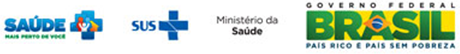 SAÚDE
MAIS PERTO DE VOCÊ
SUS
Ministério da
Saúde
GOVERNO FEDERAL
BRASIL
PAÍS RICO É PAÍS SEM POBREZA